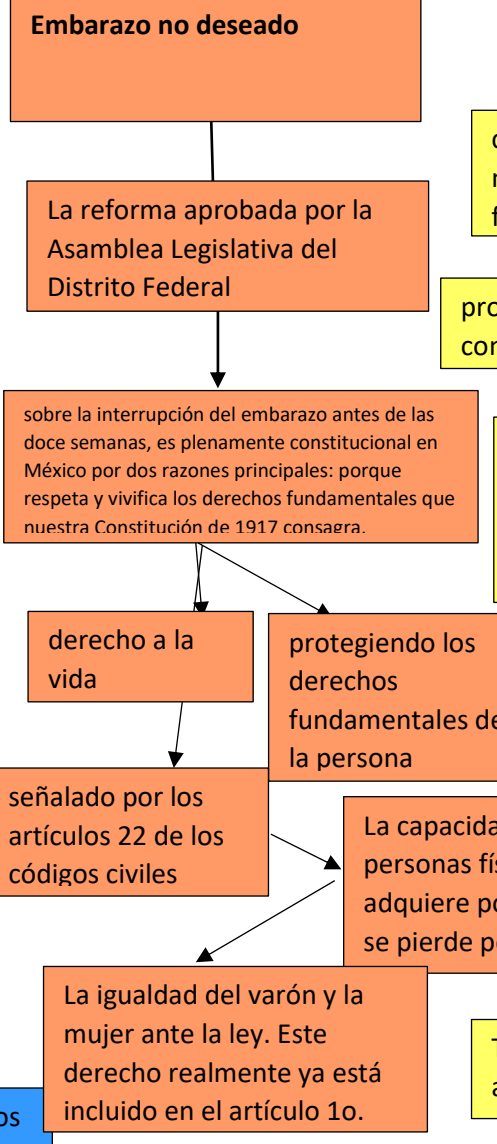 Embarazo no deseado
La reforma aprobada por la
Asamblea Legislativa del
Distrito Federal
sobre la interrupción del embarazo antes de las
doce semanas, es plenamente constitucional en
México por dos razones principales: porque
respeta y vivifica los derechos fundamentales que
nuestra Constitución de 1917 consagra.
derecho a la
vida
protegiendo los
derechos
fundamentales de
la persona
señalado por los
artículos 22 de los
códigos civiles
La
personas
adquiere
se pierde
La igualdad del varón y la
mujer ante la ley. Este
derecho realmente ya está
incluido en el artículo 1o.